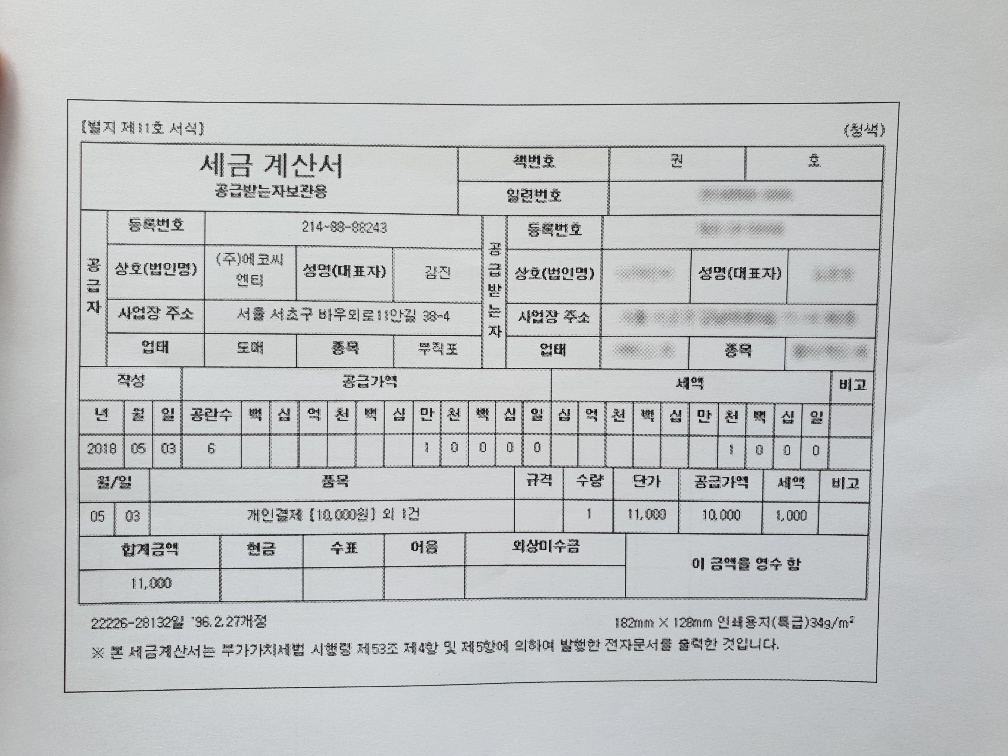 [별지 제11호 서식]
(청색)
세금 계산서
공급받는자보관용
책번호 권 호
일련번호
공급자
등록번호 214-88-88243
상호(법인명) (주)에코씨엔티 성명(대표자) 감진
사업장 주소 서울 서초구 바우뫼로11안길 38-4
업태 도매 종목 부직포
공급받는자
등록번호
상호(법인명) 성명(대표자)
사업장 주소
업태 종목
작성 공급가액 세액 비고
년 월 일 공란수 백 십 억 천 백 십 만 천 백 십 일 십 억 천 백 십 만 천 백 십 일
2018 05 03 6 1 0 0 0 0 1 0 0 0
월/일 품목 규격 수량 단가 공급가액 세액 비고
05 03 개인결제 [10,000원] 외 1건 1 11,000 10,000 1,000
합계금액 현금 수표 어음 외상미수금 이 금액을 영수 함
11,000
22226-28132일 '96.2.27개정
182mm × 128mm 인쇄용지(특급)34g/m²
※ 본 세금계산서는 부가가치세법 시행령 제53조 제4항 및 제5항에 의하여 발행한 전자문서를 출력한 것입니다.